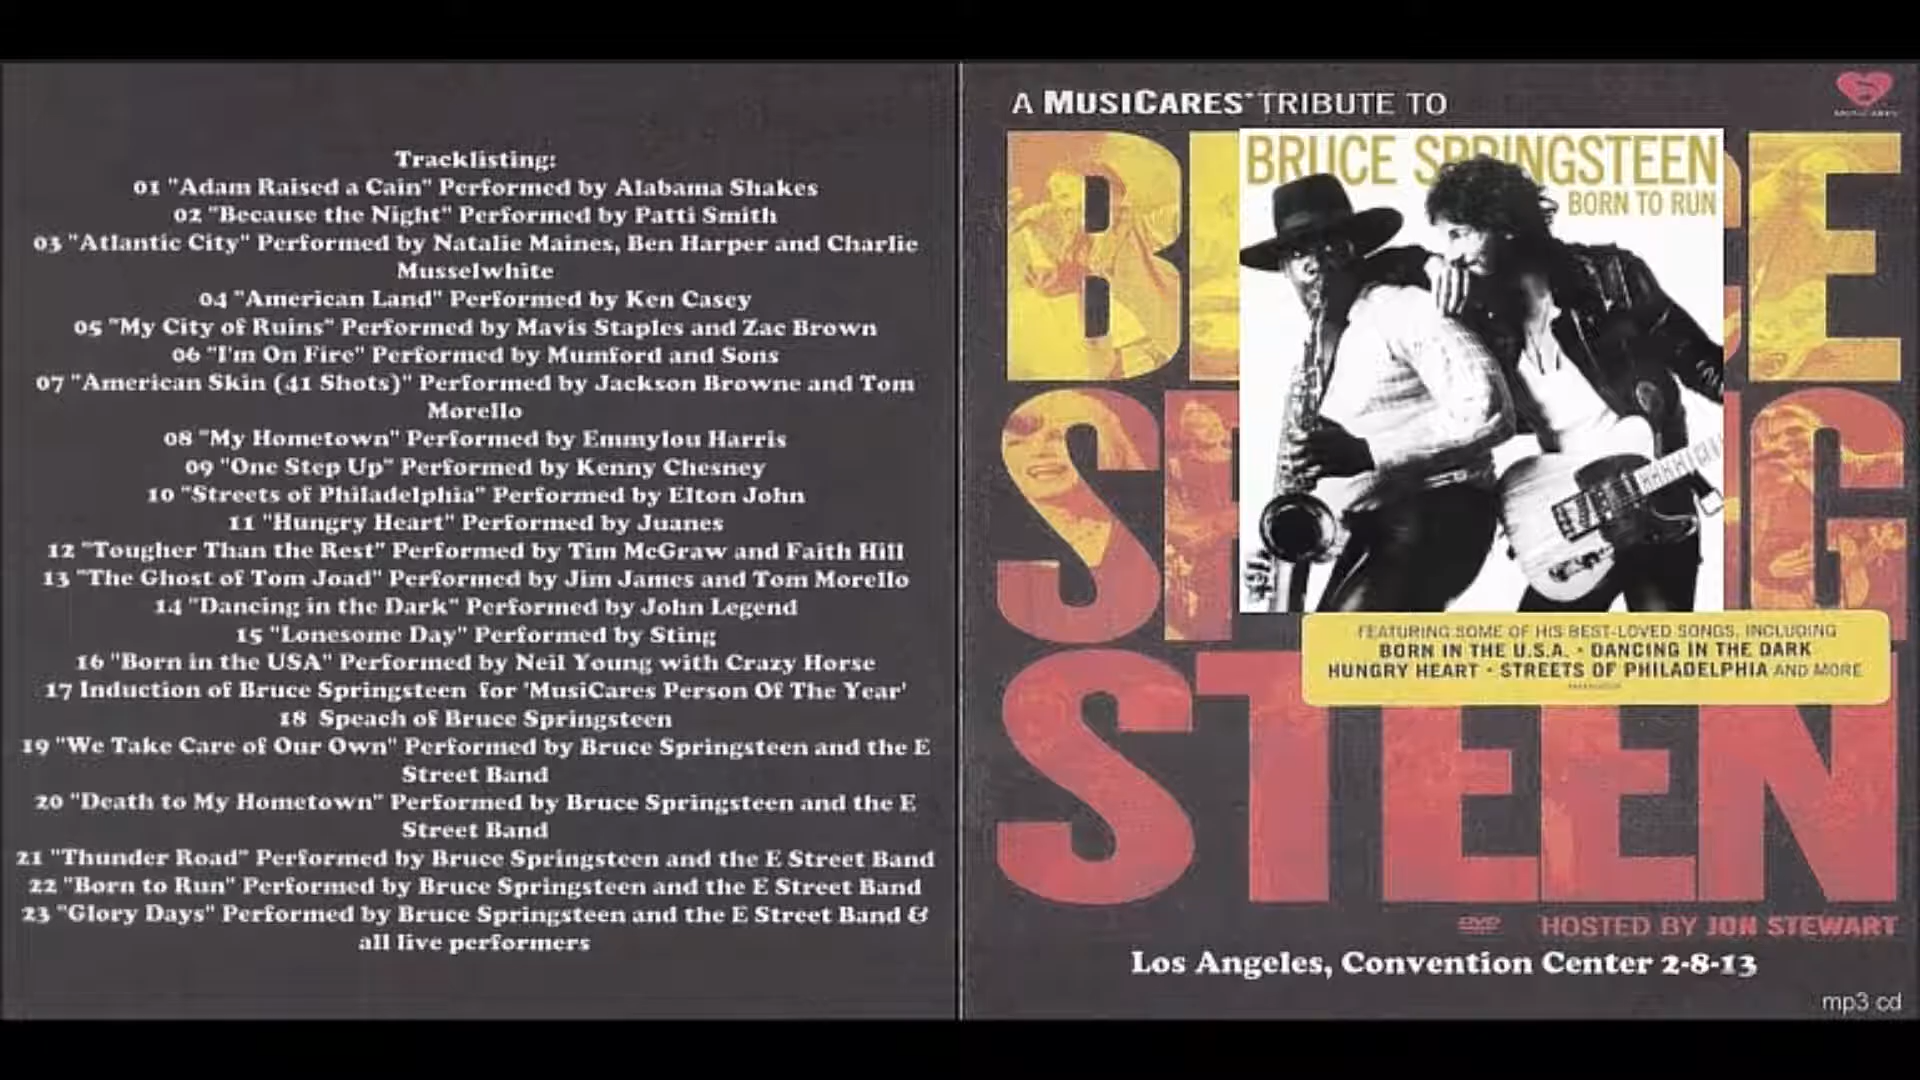 Tracklisting:
01 "Adam Raised a Cain" Performed by Alabama Shakes
02 "Because the Night" Performed by Patti Smith
03 "Atlantic City" Performed by Natalie Maines, Ben Harper and Charlie
Musselwhite
04 "American Land" Performed by Ken Casey
05 "My City of Ruins" Performed by Mavis Staples and Zac Brown
06 "I'm On Fire" Performed by Mumford and Sons
07 "American Skin (41 Shots)" Performed by Jackson Browne and Tom
Morello
08 "My Hometown" Performed by Emmylou Harris
09 "One Step Up" Performed by Kenny Chesney
10 "Streets of Philadelphia" Performed by Elton John
11 "Hungry Heart" Performed by Juanes
12 "Tougher Than the Rest" Performed by Tim McGraw and Faith Hill
13 "The Ghost of Tom Joad" Performed by Jim James and Tom Morello
14 "Dancing in the Dark" Performed by John Legend
15 "Lonesome Day" Performed by Sting
16 "Born in the USA" Performed by Neil Young with Crazy Horse
17 Induction of Bruce Springsteen for 'MusiCares Person Of The Year'
18 Speach of Bruce Springsteen
19 "We Take Care of Our Own" Performed by Bruce Springsteen and the E
Street Band
20 "Death to My Hometown" Performed by Bruce Springsteen and the E
Street Band
21 "Thunder Road" Performed by Bruce Springsteen and the E Street Band
22 "Born to Run" Performed by Bruce Springsteen and the E Street Band
23 "Glory Days" Performed by Bruce Springsteen and the E Street Band &
all live performers
A MUSICARES TRIBUTE TO
BRUCE SPRINGSTEEN
BORN TO RUN
STEEN
FEATURING SOME OF HIS BEST-LOVED SONGS, INCLUDING
BORN IN THE U.S.A. • DANCING IN THE DARK
HUNGRY HEART • STREETS OF PHILADELPHIA AND MORE
DVD HOSTED BY JON STEWART
Los Angeles, Convention Center 2-8-13
mp3 cd